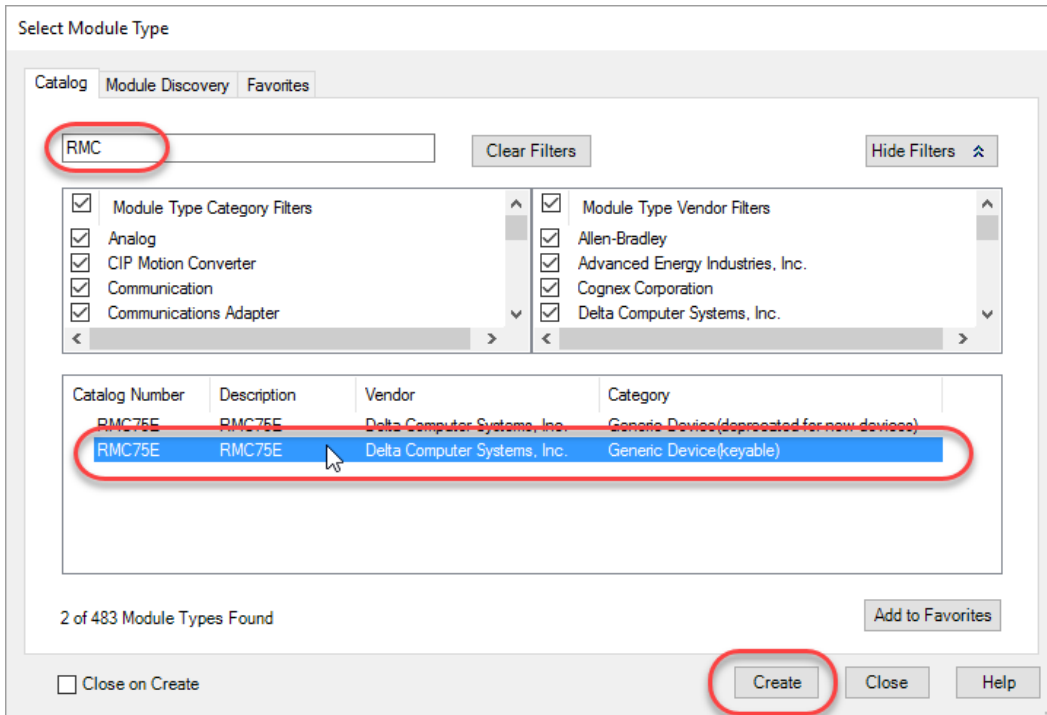 Select Module Type
Catalog Module Discovery Favorites
RMC Clear Filters Hide Filters
Module Type Category Filters
Analog
CIP Motion Converter
Communication
Communications Adapter
Module Type Vendor Filters
Allen-Bradley
Advanced Energy Industries, Inc.
Cognex Corporation
Delta Computer Systems, Inc.
Catalog Number Description Vendor Category
RMC75E RMC75E Delta Computer Systems, Inc. Generic Device(deprecated for new devices)
RMC75E RMC75E Delta Computer Systems, Inc. Generic Device(keyable)
2 of 483 Module Types Found Add to Favorites
Close on Create Create Close Help